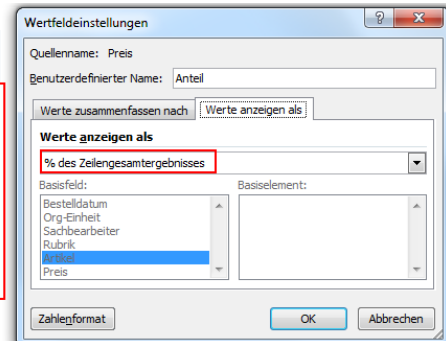 Wertfeldeinstellungen
Quellenname: Preis
Benutzerdefinierter Name: Anteil
Werte zusammenfassen nach Werte anzeigen als
Werte anzeigen als
% des Zeilengesamtergebnisses
Basisfeld: Basiselement:
Bestelldatum
Org-Einheit
Sachbearbeiter
Rubrik
Artikel
Preis
Zahlenformat OK Abbrechen